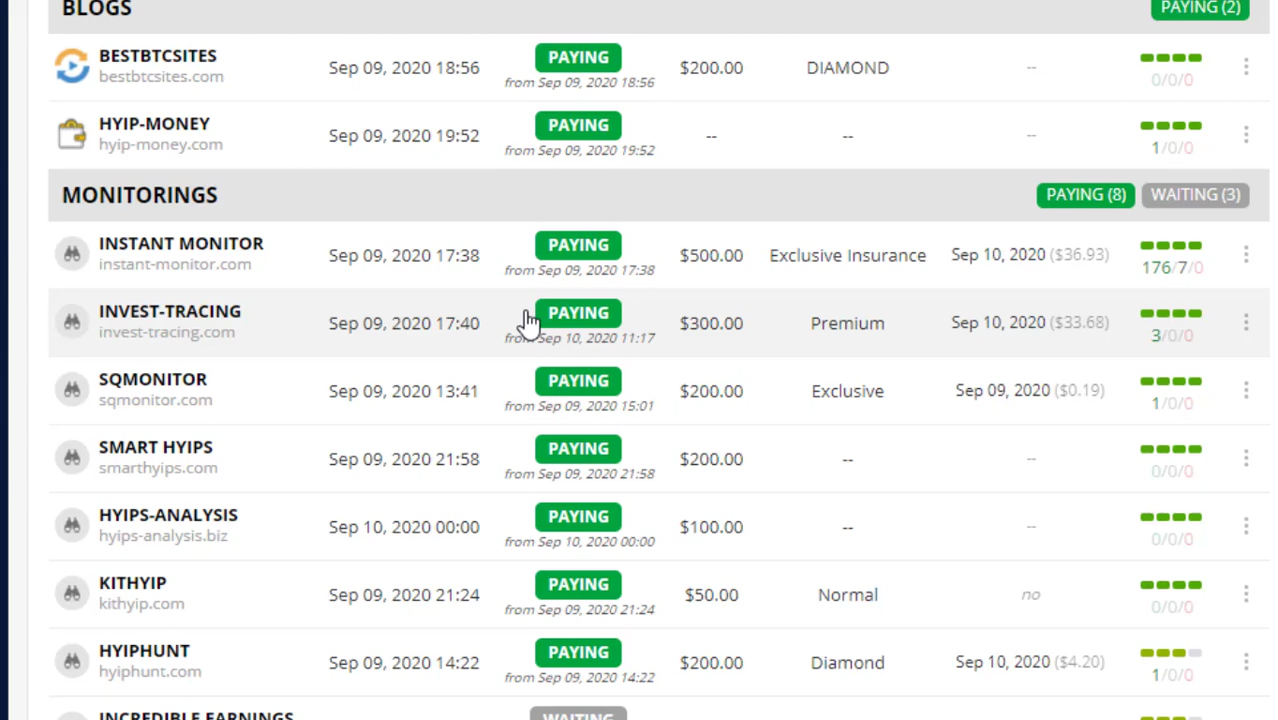 BLOGS PAYING (2)
BESTBTCSITES
bestbtcsites.com
Sep 09, 2020 18:56
PAYING
from Sep 09, 2020 18:56
$200.00
DIAMOND
--
0/0/0
HYIP-MONEY
hyip-money.com
Sep 09, 2020 19:52
PAYING
from Sep 09, 2020 19:52
--
--
--
1/0/0
MONITORINGS PAYING (8) WAITING (3)
INSTANT MONITOR
instant-monitor.com
Sep 09, 2020 17:38
PAYING
from Sep 09, 2020 17:38
$500.00
Exclusive Insurance
Sep 10, 2020 ($36.93)
176/7/0
INVEST-TRACING
invest-tracing.com
Sep 09, 2020 17:40
PAYING
from Sep 10, 2020 11:17
$300.00
Premium
Sep 10, 2020 ($33.68)
3/0/0
SQMONITOR
sqmonitor.com
Sep 09, 2020 13:41
PAYING
from Sep 09, 2020 15:01
$200.00
Exclusive
Sep 09, 2020 ($0.19)
1/0/0
SMART HYIPS
smarthyips.com
Sep 09, 2020 21:58
PAYING
from Sep 09, 2020 21:58
$200.00
--
--
0/0/0
HYIPS-ANALYSIS
hyips-analysis.biz
Sep 10, 2020 00:00
PAYING
from Sep 10, 2020 00:00
$100.00
--
--
0/0/0
KITHYIP
kithyip.com
Sep 09, 2020 21:24
PAYING
from Sep 09, 2020 21:24
$50.00
Normal
no
0/0/0
HYIPHUNT
hyiphunt.com
Sep 09, 2020 14:22
PAYING
from Sep 09, 2020 14:22
$200.00
Diamond
Sep 10, 2020 ($4.20)
1/0/0
INCREDIBLE EARNINGS
WAITING